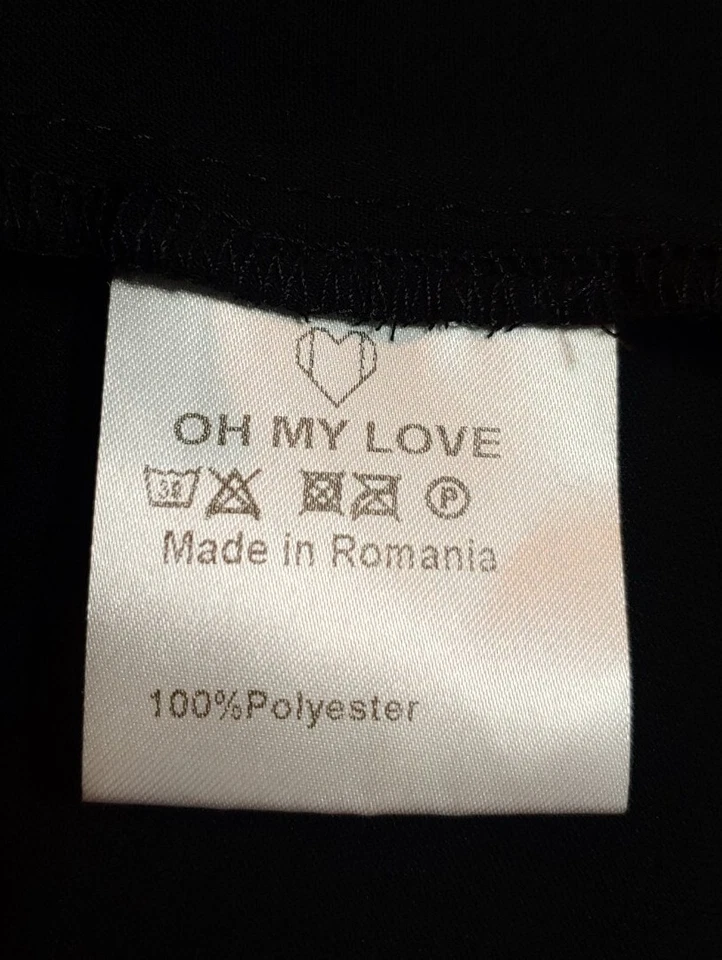 OH MY LOVE
P
Made in Romania
100%Polyester